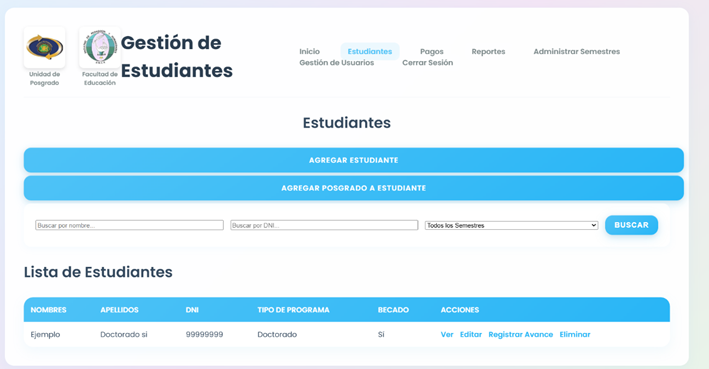 Unidad de
Posgrado
Facultad de
Educación
Gestión de
Estudiantes
Inicio Estudiantes Pagos Reportes Administrar Semestres
Gestión de Usuarios Cerrar Sesión
Estudiantes
AGREGAR ESTUDIANTE
AGREGAR POSGRADO A ESTUDIANTE
Buscar por nombre... Buscar por DNI... Todos los Semestres BUSCAR
Lista de Estudiantes
NOMBRES APELLIDOS DNI TIPO DE PROGRAMA BECADO ACCIONES
Ejemplo Doctorado si 99999999 Doctorado Sí Ver Editar Registrar Avance Eliminar